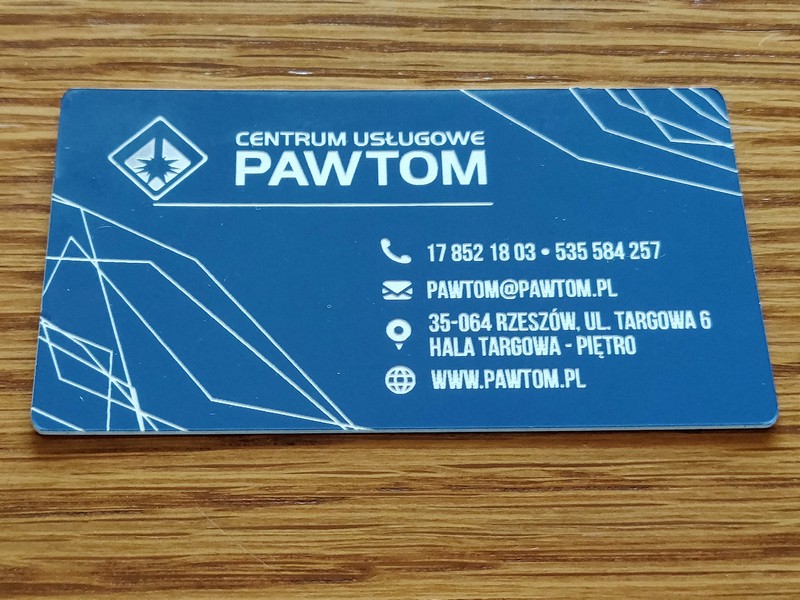 CENTRUM USŁUGOWE
PAWTOM
17 852 18 03 • 535 584 257
PAWTOM@PAWTOM.PL
35-064 RZESZÓW, UL. TARGOWA 6
HALA TARGOWA - PIĘTRO
WWW.PAWTOM.PL